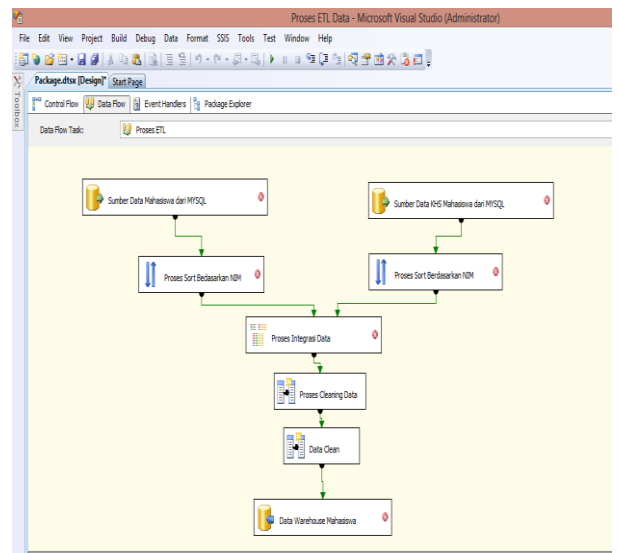 Proses ETL Data - Microsoft Visual Studio (Administrator)
File Edit View Project Build Debug Data Format SSIS Tools Test Window Help
Package.dtsx [Design]* Start Page
Toolbox
Control Flow Data Flow Event Handlers Package Explorer
Data Flow Task: Proses ETL
Sumber Data Mahasiswa dari MYSQL
Sumber Data KHS Mahasiswa dari MYSQL
Proses Sort Bedasarkan NIM
Proses Sort Berdasarkan NIM
Proses Integrasi Data
Proses Cleaning Data
Data Clean
Data Warehouse Mahasiswa